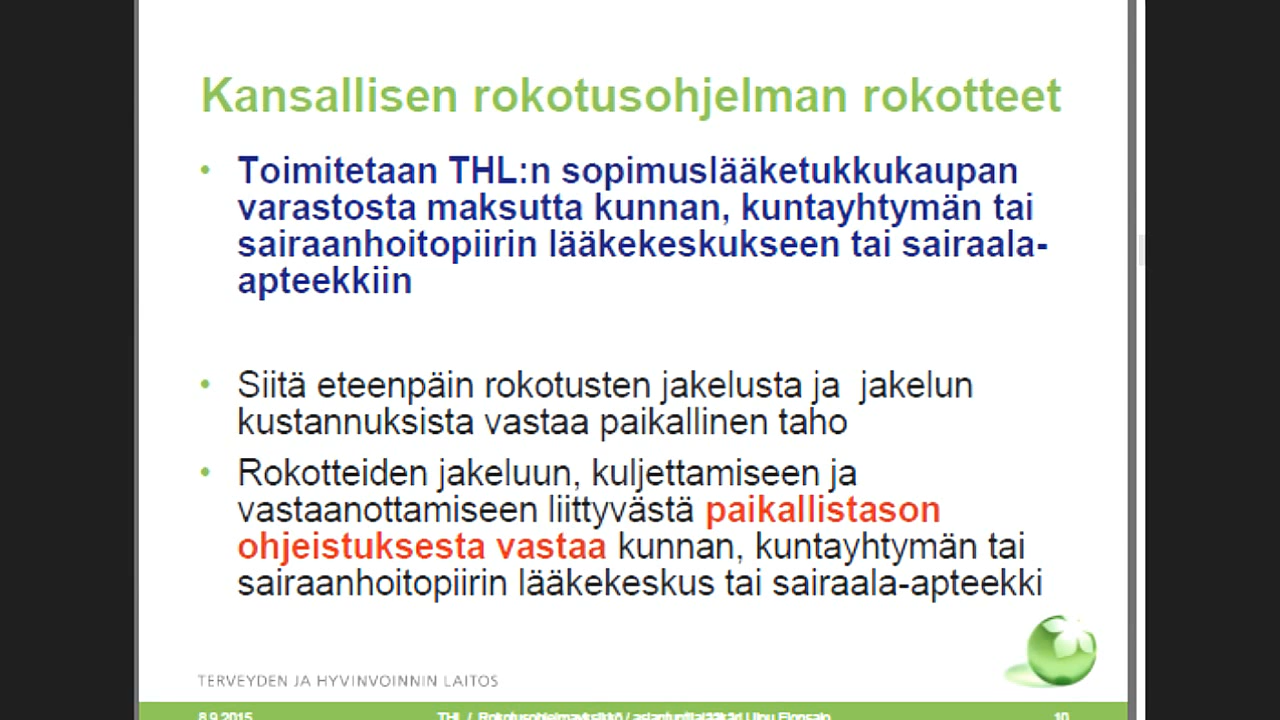 Kansallisen rokotusohjelman rokotteet
• Toimitetaan THL:n sopimuslääketukkukaupan
varastosta maksutta kunnan, kuntayhtymän tai
sairaanhoitopiirin lääkekeskukseen tai sairaala-
apteekkiin
• Siitä eteenpäin rokotusten jakelusta ja jakelun
kustannuksista vastaa paikallinen taho
• Rokotteiden jakeluun, kuljettamiseen ja
vastaanottamiseen liittyvästä paikallistason
ohjeistuksesta vastaa kunnan, kuntayhtymän tai
sairaanhoitopiirin lääkekeskus tai sairaala-apteekki
TERVEYDEN JA HYVINVOINNIN LAITOS
8.9.2015
THL /
10